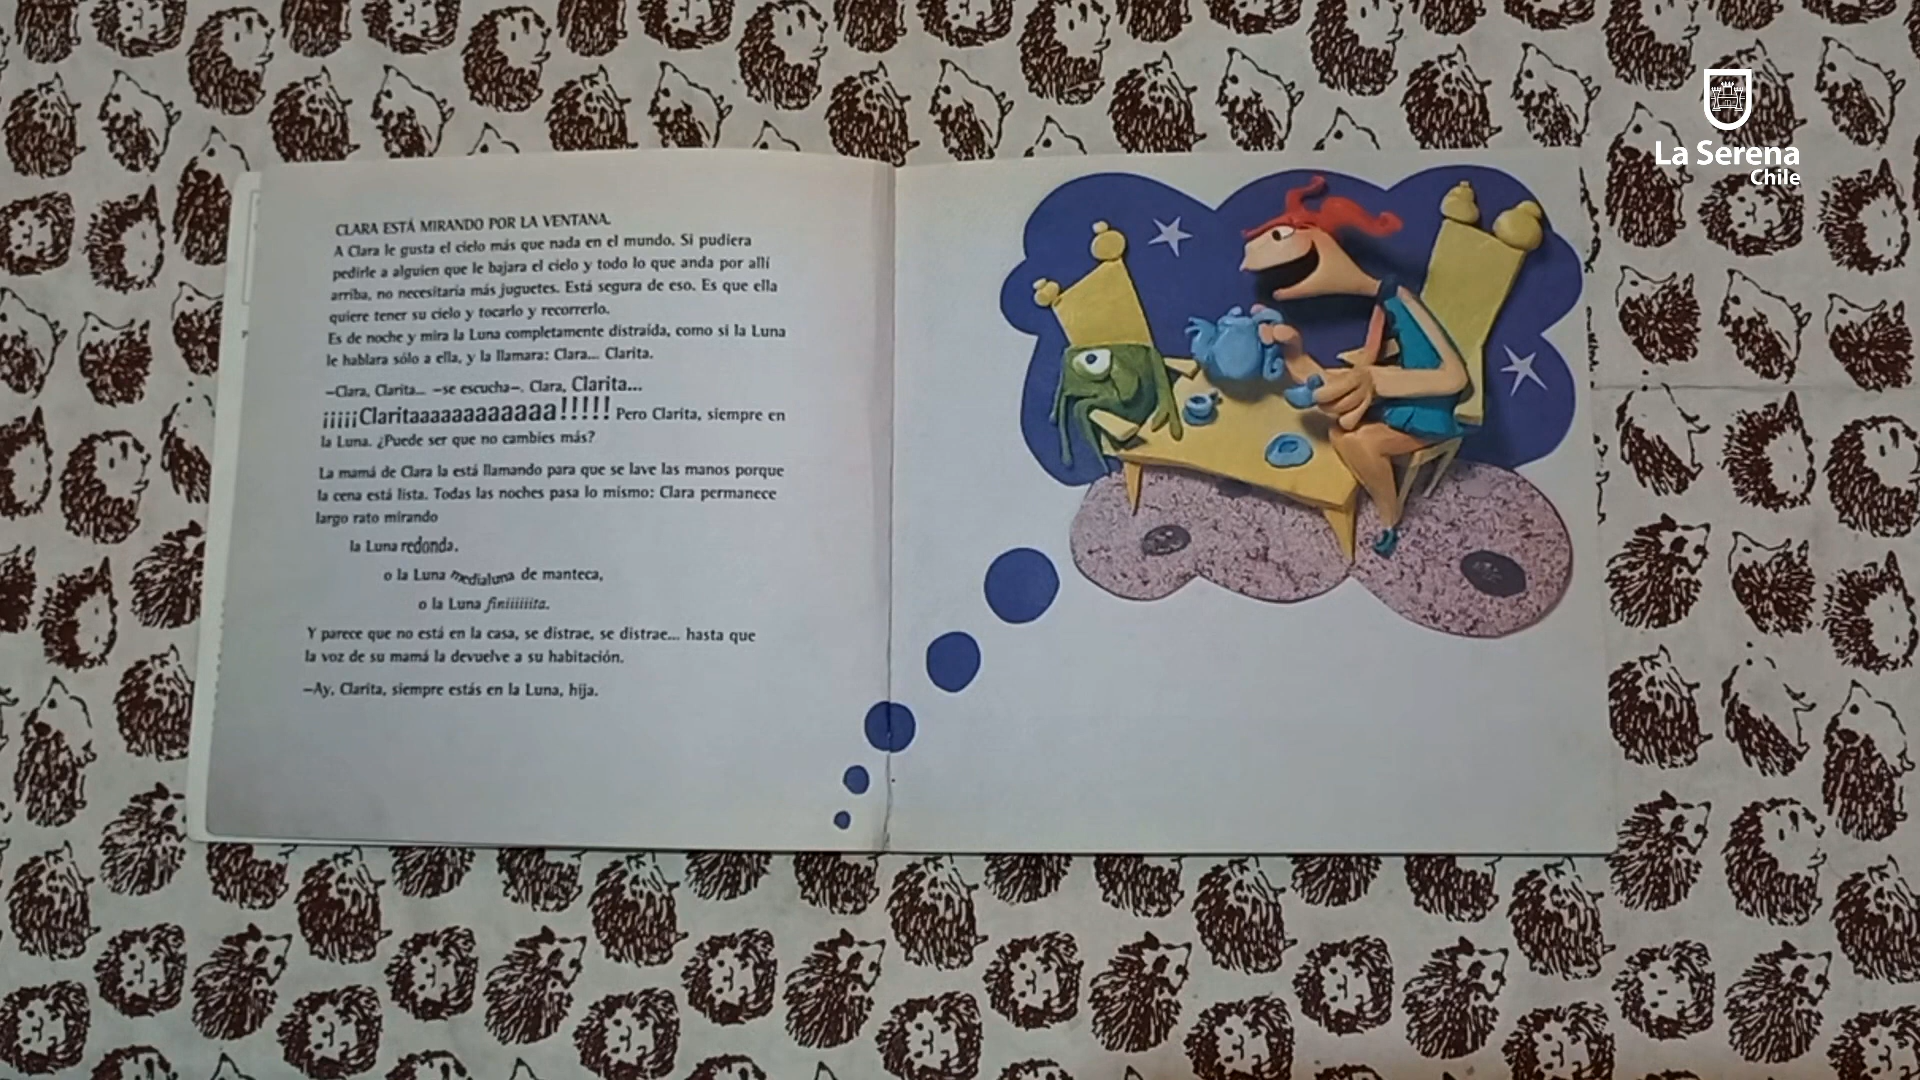 CLARA ESTÁ MIRANDO POR LA VENTANA.
A Clara le gusta el cielo más que nada en el mundo. Si pudiera
pedirle a alguien que le bajara el cielo y todo lo que anda por allí
arriba, no necesitaría más juguetes. Está segura de eso. Es que ella
quiere tener su cielo y tocarlo y recorrerlo.
Es de noche y mira la Luna completamente distraída, como si la Luna
le hablara sólo a ella, y la llamara: Clara... Clarita.
–Clara, Clarita... –se escucha–. Clara, Clarita...
¡¡¡¡¡Claritaaaaaaaaaaaa!!!!! Pero Clarita, siempre en
la Luna. ¿Puede ser que no cambies más?
La mamá de Clara la está llamando para que se lave las manos porque
la cena está lista. Todas las noches pasa lo mismo: Clara permanece
largo rato mirando
la Luna redonda.
o la Luna medialuna de manteca,
o la Luna finiiiiiita.
Y parece que no está en la casa, se distrae, se distrae... hasta que
la voz de su mamá la devuelve a su habitación.
–Ay, Clarita, siempre estás en la Luna, hija.
La Serena
Chile